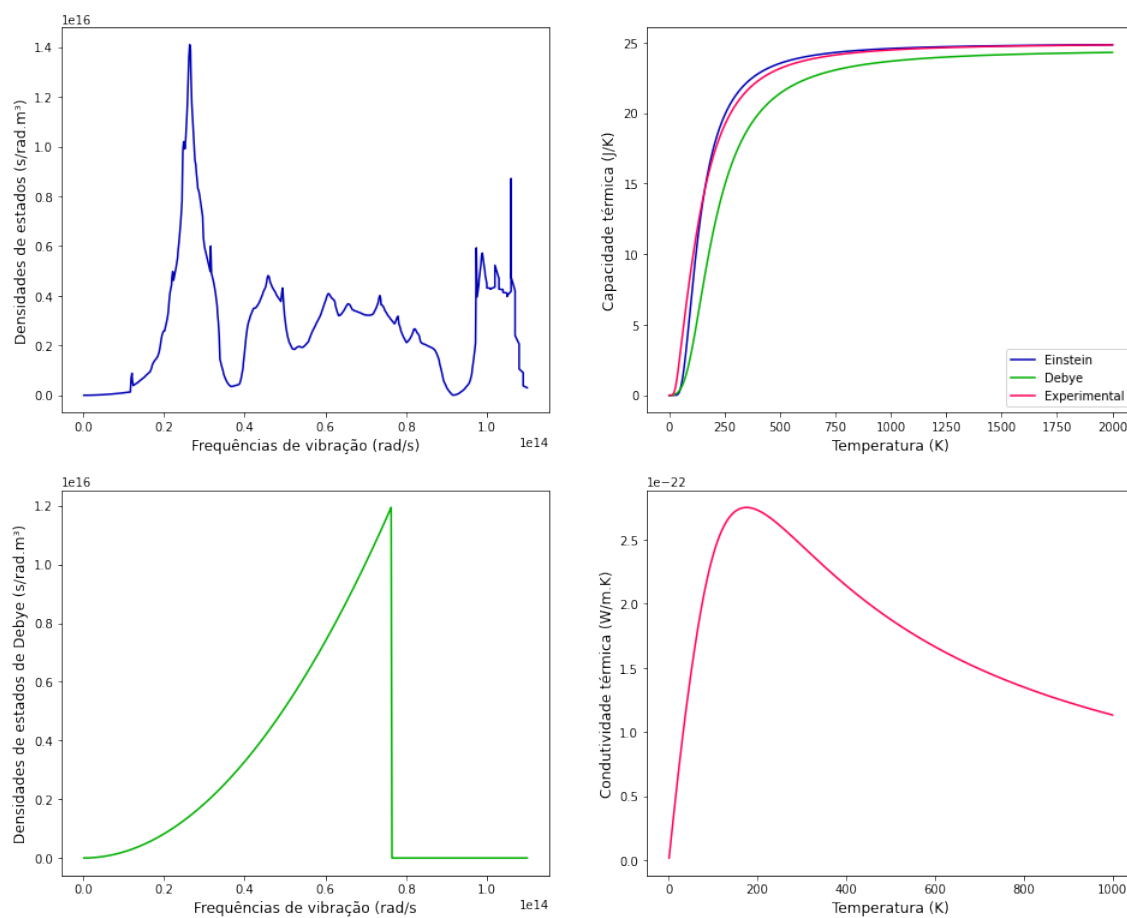 1e16
Densidades de estados (s/rad.m³)
1.4
1.2
1.0
0.8
0.6
0.4
0.2
0.0
0.0 0.2 0.4 0.6 0.8 1.0
1e14
Frequências de vibração (rad/s)
Capacidade térmica (J/K)
25
20
15
10
5
0
Einstein
Debye
Experimental
0 250 500 750 1000 1250 1500 1750 2000
Temperatura (K)
1e16
Densidades de estados de Debye (s/rad.m³)
1.2
1.0
0.8
0.6
0.4
0.2
0.0
0.0 0.2 0.4 0.6 0.8 1.0
1e14
Frequências de vibração (rad/s
1e−22
Condutividade térmica (W/m.K)
2.5
2.0
1.5
1.0
0.5
0.0
0 200 400 600 800 1000
Temperatura (K)